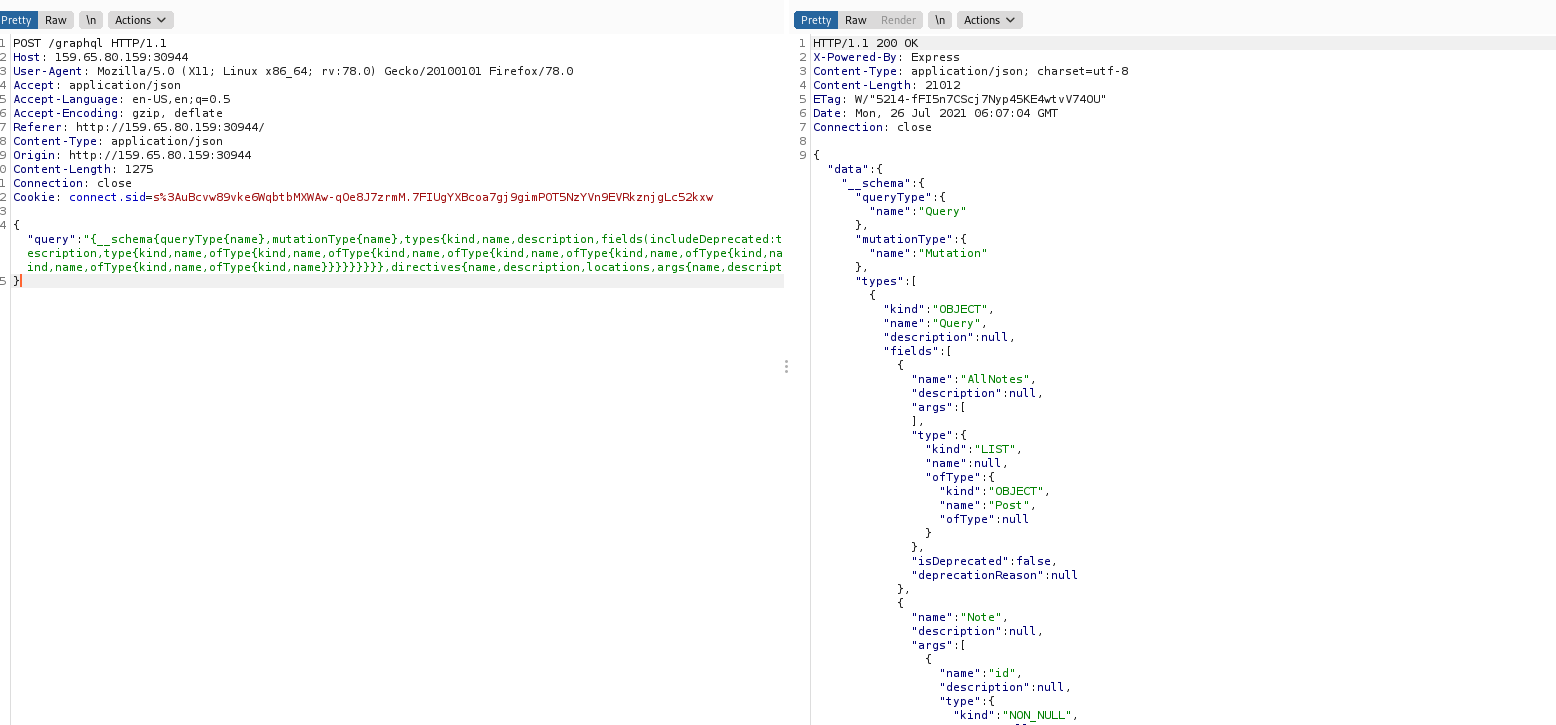 Pretty Raw \n Actions
1 POST /graphql HTTP/1.1
2 Host: 159.65.80.159:30944
3 User-Agent: Mozilla/5.0 (X11; Linux x86_64; rv:78.0) Gecko/20100101 Firefox/78.0
4 Accept: application/json
5 Accept-Language: en-US,en;q=0.5
6 Accept-Encoding: gzip, deflate
7 Referer: http://159.65.80.159:30944/
8 Content-Type: application/json
9 Origin: http://159.65.80.159:30944
0 Content-Length: 1275
1 Connection: close
2 Cookie: connect.sid=s%3AuBcvw89vke6WqbtbMXWAw-qOe8J7zrmM.7FIUgYXBcoa7gj9gimPOT5NzYVn9EVRkznjgLc52kxw
3
4 {
"query":"{__schema{queryType{name},mutationType{name},types{kind,name,description,fields(includeDeprecated:t
escription,type{kind,name,ofType{kind,name,ofType{kind,name,ofType{kind,name,ofType{kind,name,ofType{kind,na
ind,name,ofType{kind,name,ofType{kind,name}}}}}}}}},directives{name,description,locations,args{name,descript
5 }
Pretty Raw Render \n Actions
1 HTTP/1.1 200 OK
2 X-Powered-By: Express
3 Content-Type: application/json; charset=utf-8
4 Content-Length: 21012
5 ETag: W/"5214-fFI5n7CScj7Nyp45KE4wtvV74OU"
6 Date: Mon, 26 Jul 2021 06:07:04 GMT
7 Connection: close
8
9 {
"data":{
"__schema":{
"queryType":{
"name":"Query"
},
"mutationType":{
"name":"Mutation"
},
"types":[
{
"kind":"OBJECT",
"name":"Query",
"description":null,
"fields":[
{
"name":"AllNotes",
"description":null,
"args":[
],
"type":{
"kind":"LIST",
"name":null,
"ofType":{
"kind":"OBJECT",
"name":"Post",
"ofType":null
}
},
"isDeprecated":false,
"deprecationReason":null
},
{
"name":"Note",
"description":null,
"args":[
{
"name":"id",
"description":null,
"type":{
"kind":"NON_NULL",